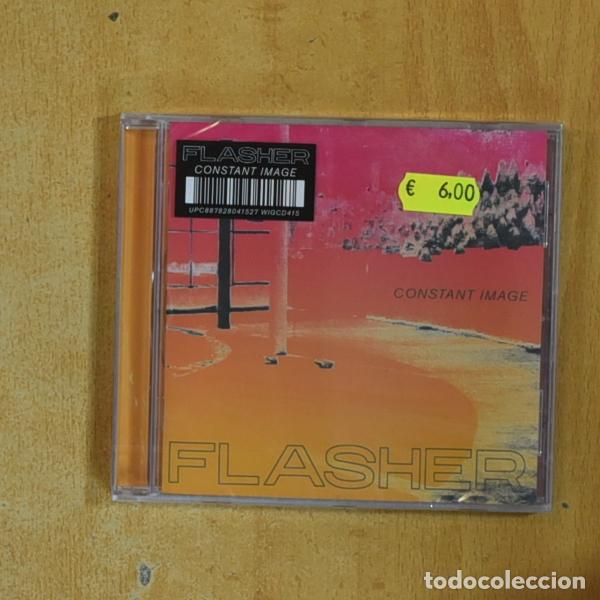 FLASHER
CONSTANT IMAGE
UPC887828041527 WIGCD415
€ 6,00
CONSTANT IMAGE
FLASHER
todocoleccion